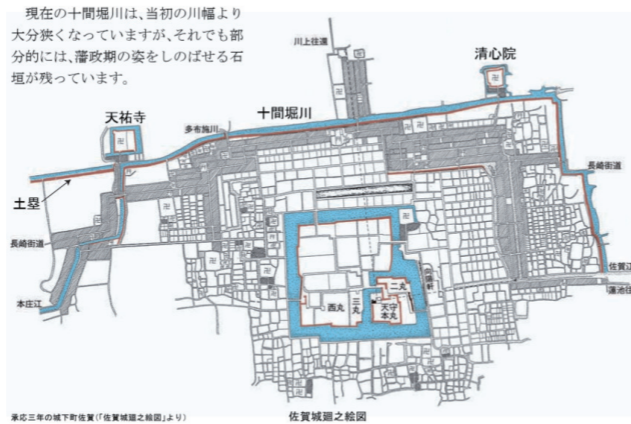 現在の十間堀川は、当初の川幅より
大分狭くなっていますが、それでも部
分的には、藩政期の姿をしのばせる石
垣が残っています。
川上往還
清心院
十間堀川
天祐寺
多布施川
土塁
長崎街道
長崎街道
佐賀江
本庄江
二丸
西丸
三丸
天守
本丸
承応三年の城下町佐賀(「佐賀城廻之絵図」より)
佐賀城廻之絵図